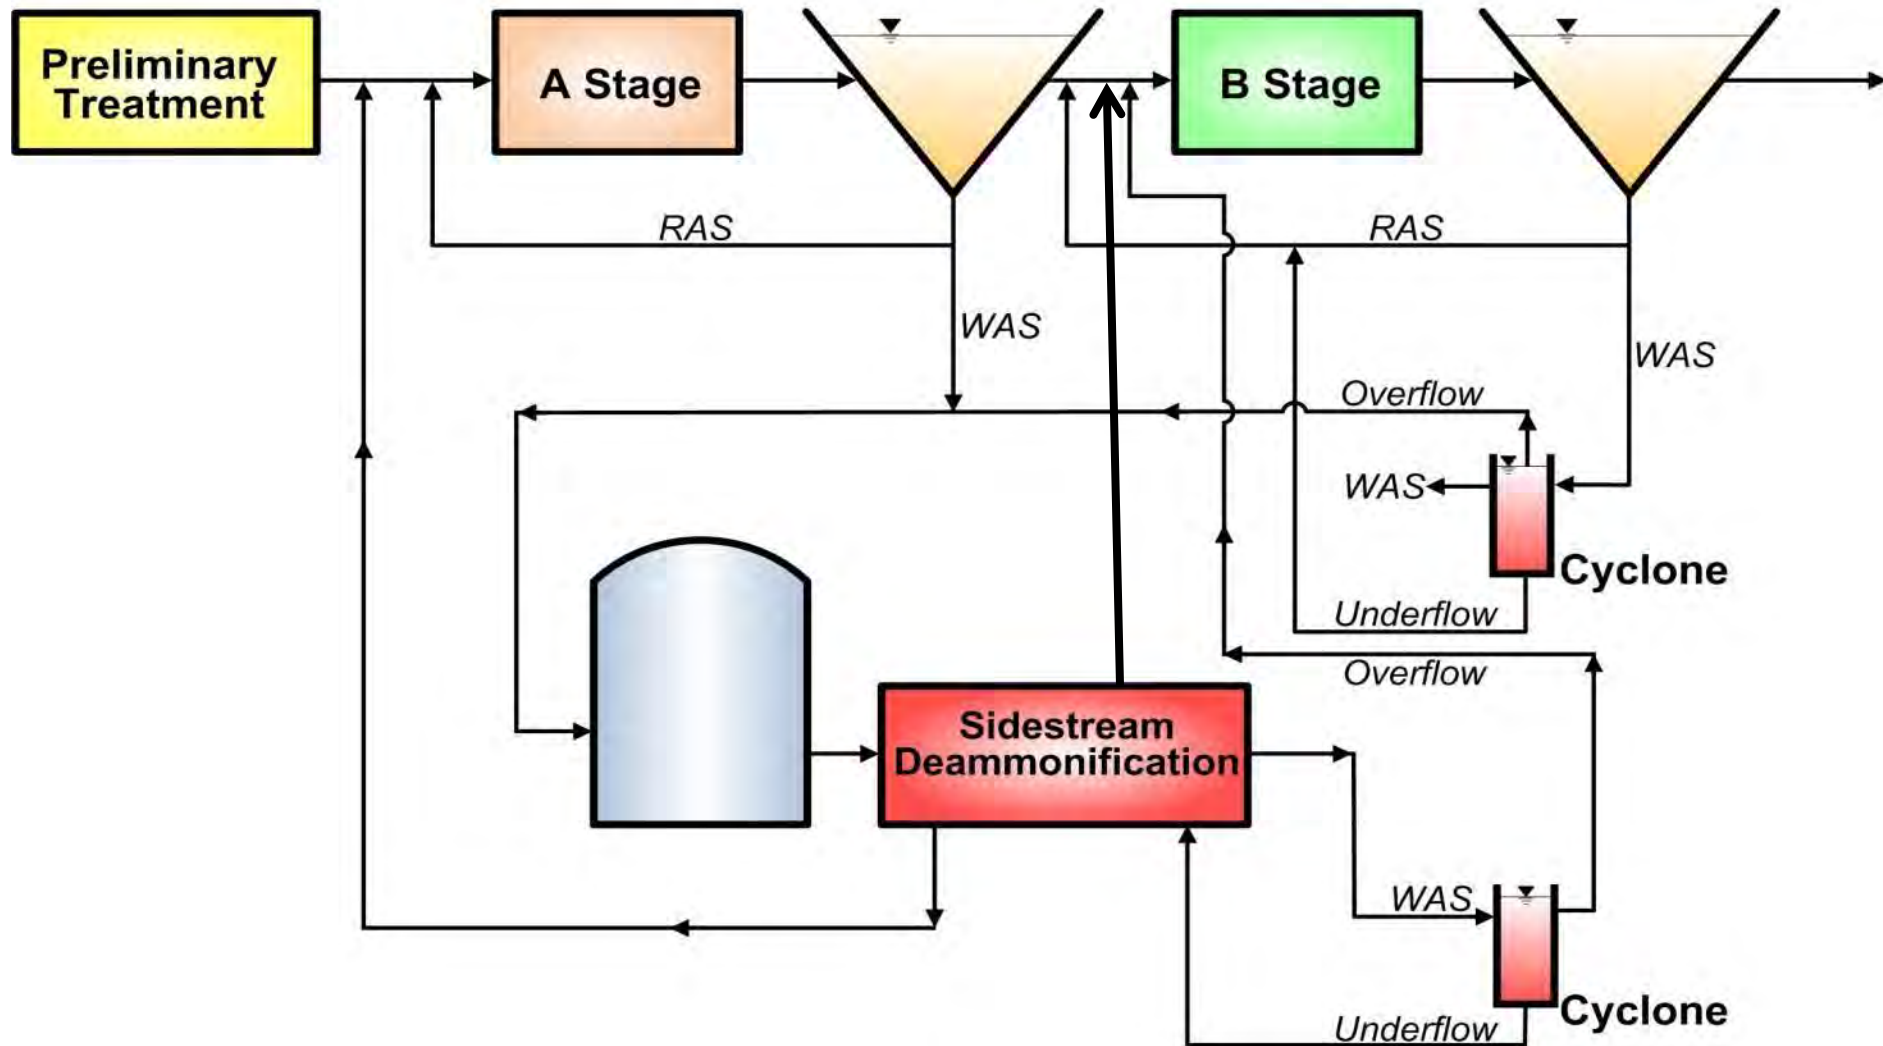 Preliminary
Treatment
A Stage
B Stage
RAS
RAS
WAS
WAS
Overflow
WAS
Cyclone
Underflow
Overflow
Sidestream
Deammonification
WAS
Cyclone
Underflow